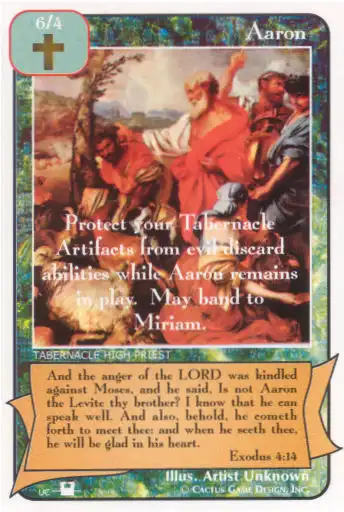 6/4
Aaron
Protect your Tabernacle
Artifacts from evil discard
abilities while Aaron remains
in play. May band to
Miriam.
TABERNACLE HIGH PRIEST
And the anger of the LORD was kindled
against Moses, and he said, Is not Aaron
the Levite thy brother? I know that he can
speak well. And also, behold, he cometh
forth to meet thee: and when he seeth thee,
he will be glad in his heart.
Exodus 4:14
Illus. Artist Unknown
© CACTUS GAME DESIGN, INC.